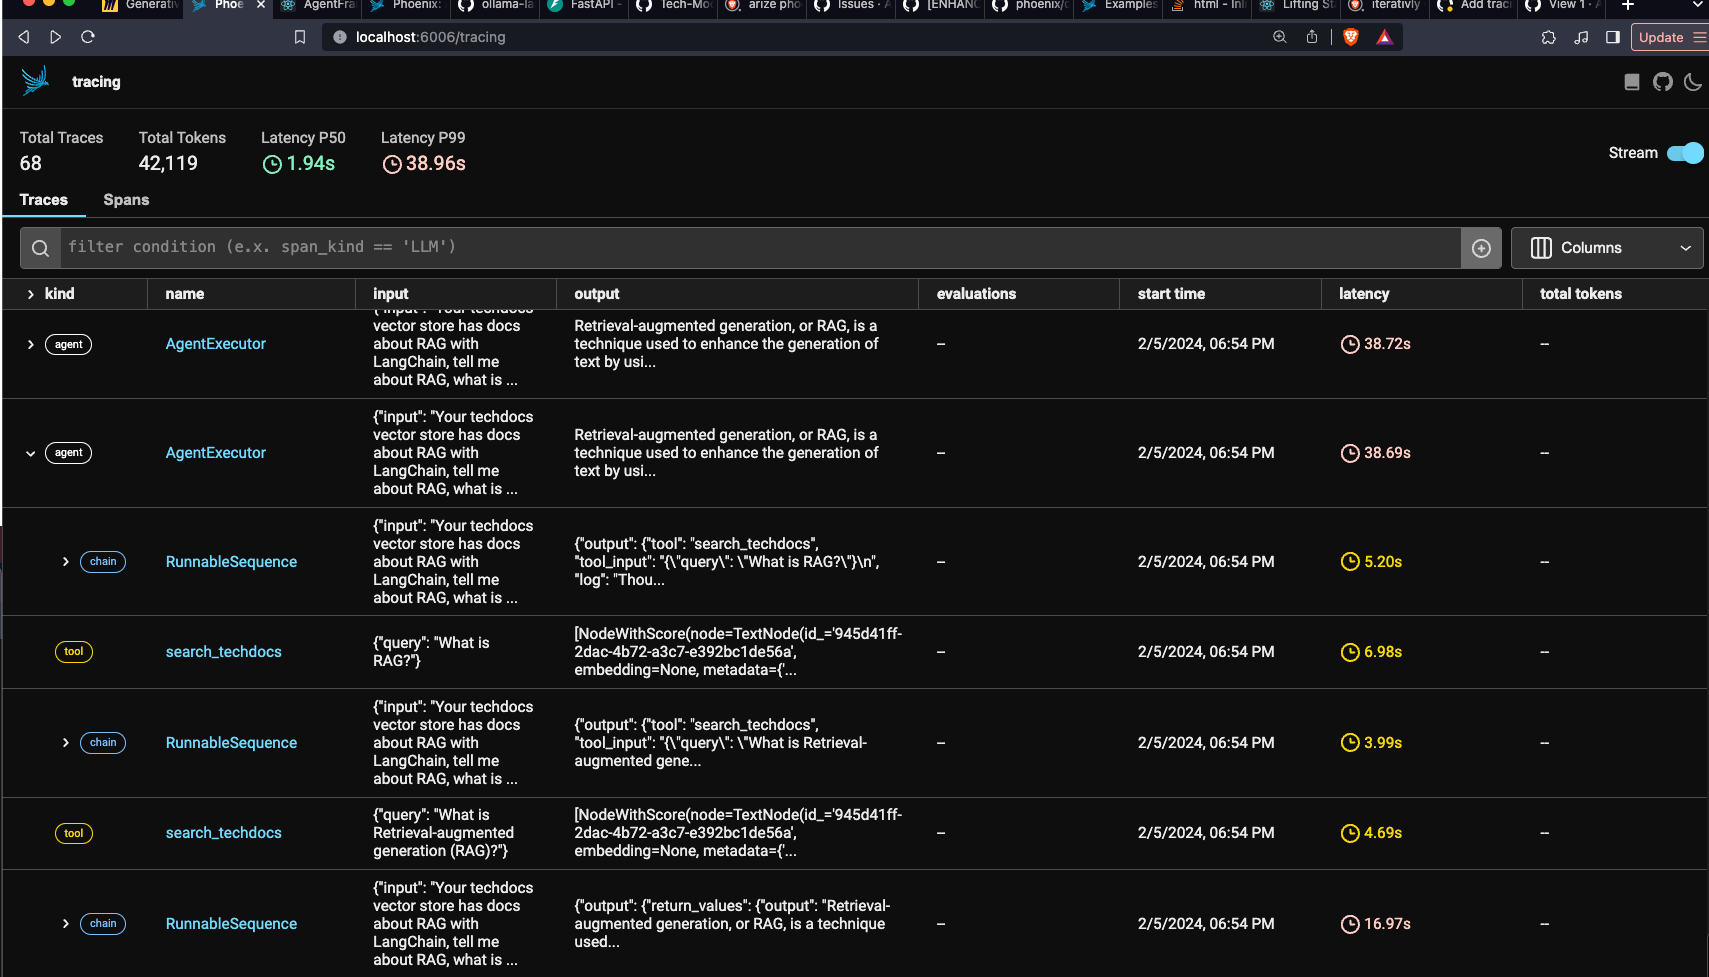 Generativ
Phoe
AgentFra
Phoenix:
ollama-la
FastAPI -
Tech-Moc
arize pho
Issues · A
[ENHANC
phoenix/c
Examples
html - Inl
Lifting Sta
iterativly
Add traci
View 1 · A
localhost:6006/tracing
Update
tracing
Total Traces
68
Total Tokens
42,119
Latency P50
1.94s
Latency P99
38.96s
Stream
Traces
Spans
filter condition (e.x. span_kind == 'LLM')
Columns
kind
name
input
output
evaluations
start time
latency
total tokens
agent
AgentExecutor
{"input": "Your techdocs
vector store has docs
about RAG with
LangChain, tell me
about RAG, what is ...
Retrieval-augmented generation, or RAG, is a
technique used to enhance the generation of
text by usi...
--
2/5/2024, 06:54 PM
38.72s
--
agent
AgentExecutor
{"input": "Your techdocs
vector store has docs
about RAG with
LangChain, tell me
about RAG, what is ...
Retrieval-augmented generation, or RAG, is a
technique used to enhance the generation of
text by usi...
--
2/5/2024, 06:54 PM
38.69s
--
chain
RunnableSequence
{"input": "Your techdocs
vector store has docs
about RAG with
LangChain, tell me
about RAG, what is ...
{"output": {"tool": "search_techdocs",
"tool_input": "{\"query\": \"What is RAG?\"}\n",
"log": "Thou...
--
2/5/2024, 06:54 PM
5.20s
--
tool
search_techdocs
{"query": "What is
RAG?"}
[NodeWithScore(node=TextNode(id_='945d41ff-
2dac-4b72-a3c7-e392bc1de56a',
embedding=None, metadata={'...
--
2/5/2024, 06:54 PM
6.98s
--
chain
RunnableSequence
{"input": "Your techdocs
vector store has docs
about RAG with
LangChain, tell me
about RAG, what is ...
{"output": {"tool": "search_techdocs",
"tool_input": "{\"query\": \"What is Retrieval-
augmented gene...
--
2/5/2024, 06:54 PM
3.99s
--
tool
search_techdocs
{"query": "What is
Retrieval-augmented
generation (RAG)?"}
[NodeWithScore(node=TextNode(id_='945d41ff-
2dac-4b72-a3c7-e392bc1de56a',
embedding=None, metadata={'...
--
2/5/2024, 06:54 PM
4.69s
--
chain
RunnableSequence
{"input": "Your techdocs
vector store has docs
about RAG with
LangChain, tell me
about RAG, what is ...
{"output": {"return_values": {"output": "Retrieval-
augmented generation, or RAG, is a technique
used...
--
2/5/2024, 06:54 PM
16.97s
--